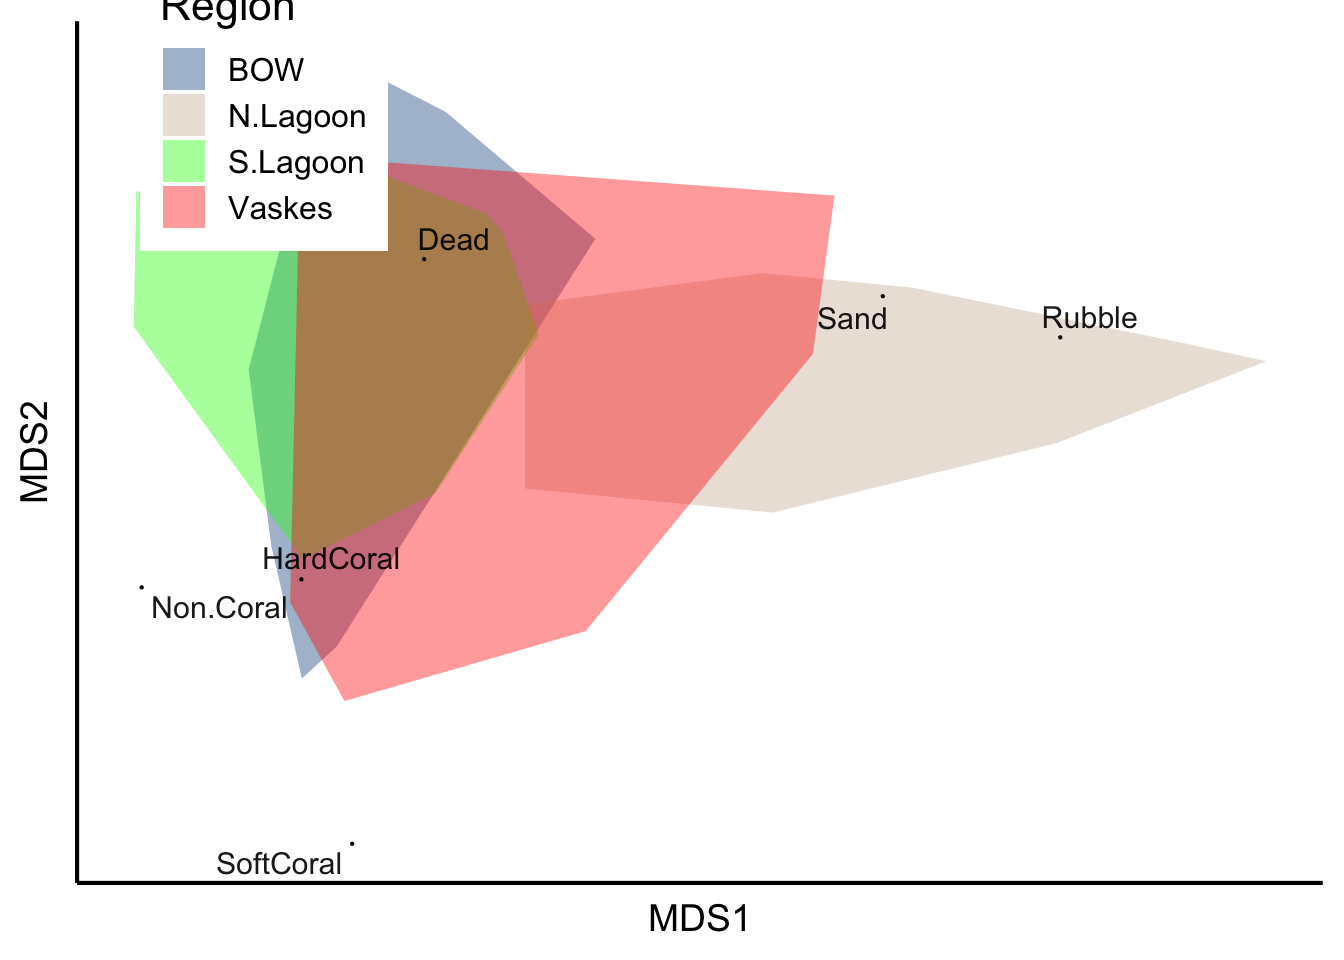 Region
BOW
N.Lagoon
S.Lagoon
Vaskes
Dead
Sand
Rubble
MDS2
HardCoral
Non.Coral
SoftCoral
MDS1